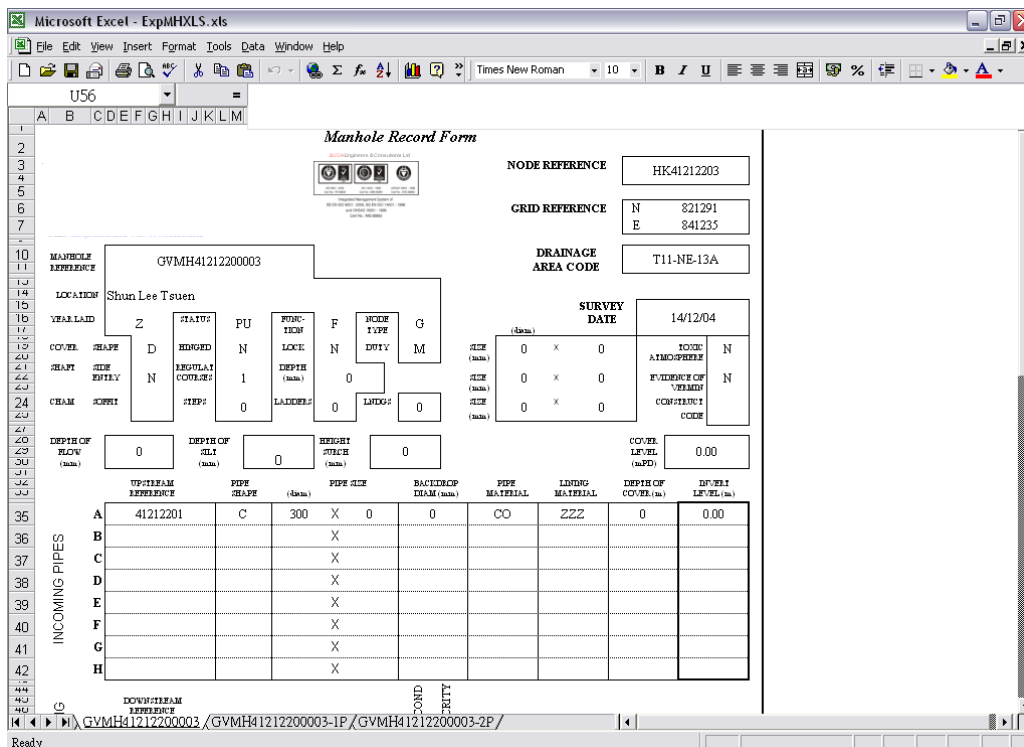 Microsoft Excel - ExpMHXLS.xls
File Edit View Insert Format Tools Data Window Help
Times New Roman 10 B I U
U56 =
A B C D E F G H I J K L M
Manhole Record Form
NODE REFERENCE HK41212203
GRID REFERENCE N 821291
E 841235
MANHOLE REFERENCE GVMH41212200003
DRAINAGE AREA CODE T11-NE-13A
LOCATION Shun Lee Tsuen
SURVEY DATE 14/12/04
YEAR LAID Z STATUS PU FUNC-TION F NODE TYPE G
(diam)
COVER SHAPE D HINGED N LOCK N DUTY M SIZE (mm) 0 X 0 TOXIC ATMOSPHERE N
SHAFT SIDE ENTRY N REGULAT COURSES 1 DEPTH (mm) 0 SIZE (mm) 0 X 0 EVIDENCE OF VERMIN N
CHAM SOFFIT STEPS 0 LADDERS 0 LNDGS 0 SIZE (mm) 0 X 0 CONSTRUCT CODE
DEPTH OF FLOW (mm) 0 DEPTH OF SILT (mm) 0 HEIGHT SURCH (mm) 0 COVER LEVEL (mPD) 0.00
UPSTREAM REFERENCE PIPE SHAPE (diam) PIPE SIZE BACKDROP DIAM (mm) PIPE MATERIAL LINING MATERIAL DEPTH OF COVER (m) INVERT LEVEL (m)
INCOMING PIPES
A 41212201 C 300 X 0 0 CO ZZZ 0 0.00
B X
C X
D X
E X
F X
G X
H X
DOWNSTREAM REFERENCE
GVMH41212200003 GVMH41212200003-1P GVMH41212200003-2P
Ready